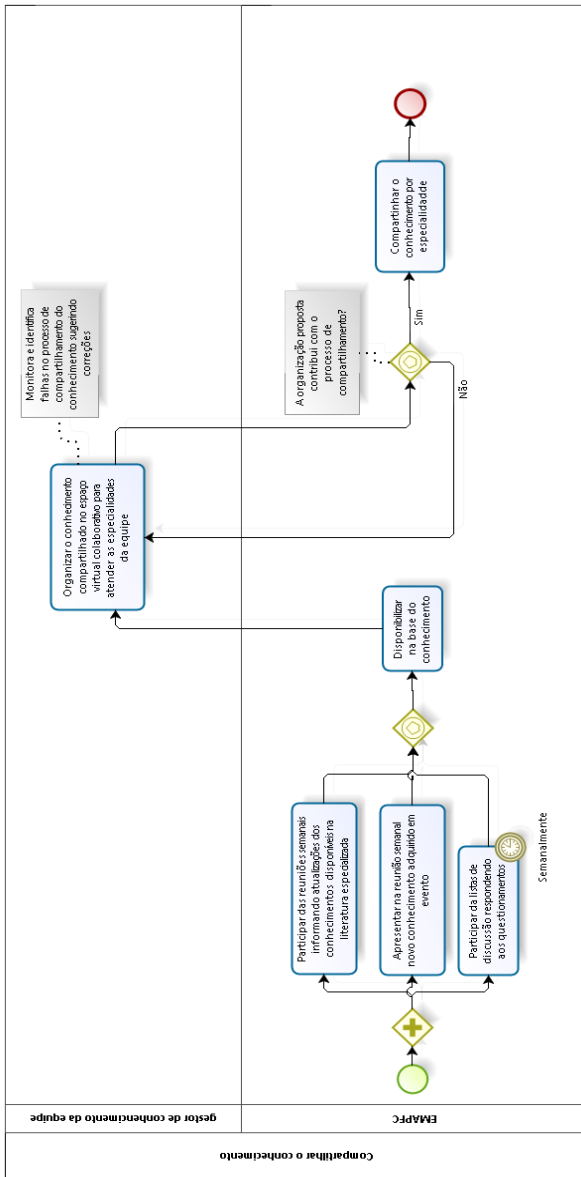 Compartilhar o conhecimento
gestor de conhencimento da equipe
EMAPFC
Monitora e identifica
falhas no processo de
compartilhamento do
conhecimento sugerindo
correções
Organizar o conhecimento
compartilhado no espaço
virtual colaborativo para
atender as especialidades
da equipe
Participar das reuniões semanais
informando atualizações dos
conhecimentos disponíveis na
literatura especializada
Apresentar na reunião semanal
novo conhecimento adquirido em
evento
Participar da listas de
discussão respondendo
aos questionamentos
Semanalmente
Disponibilizar
na base do
conhecimento
A organização proposta
contribui com o
processo de
compartilhamento?
Sim
Não
Compartinhar o
conhecimento por
especialidadde